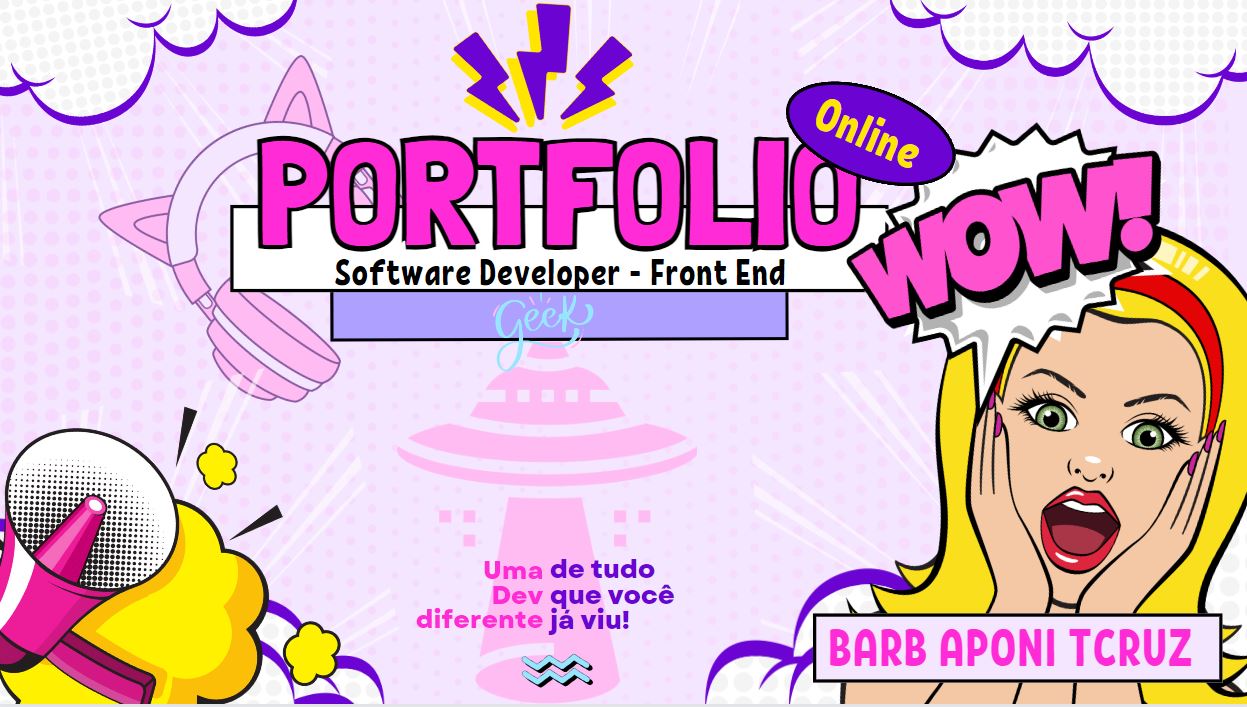 PORTFOLIO
Online
WOW!
Software Developer - Front End
geek
Uma de tudo
Dev que você
diferente já viu!
BARB APONI TCRUZ